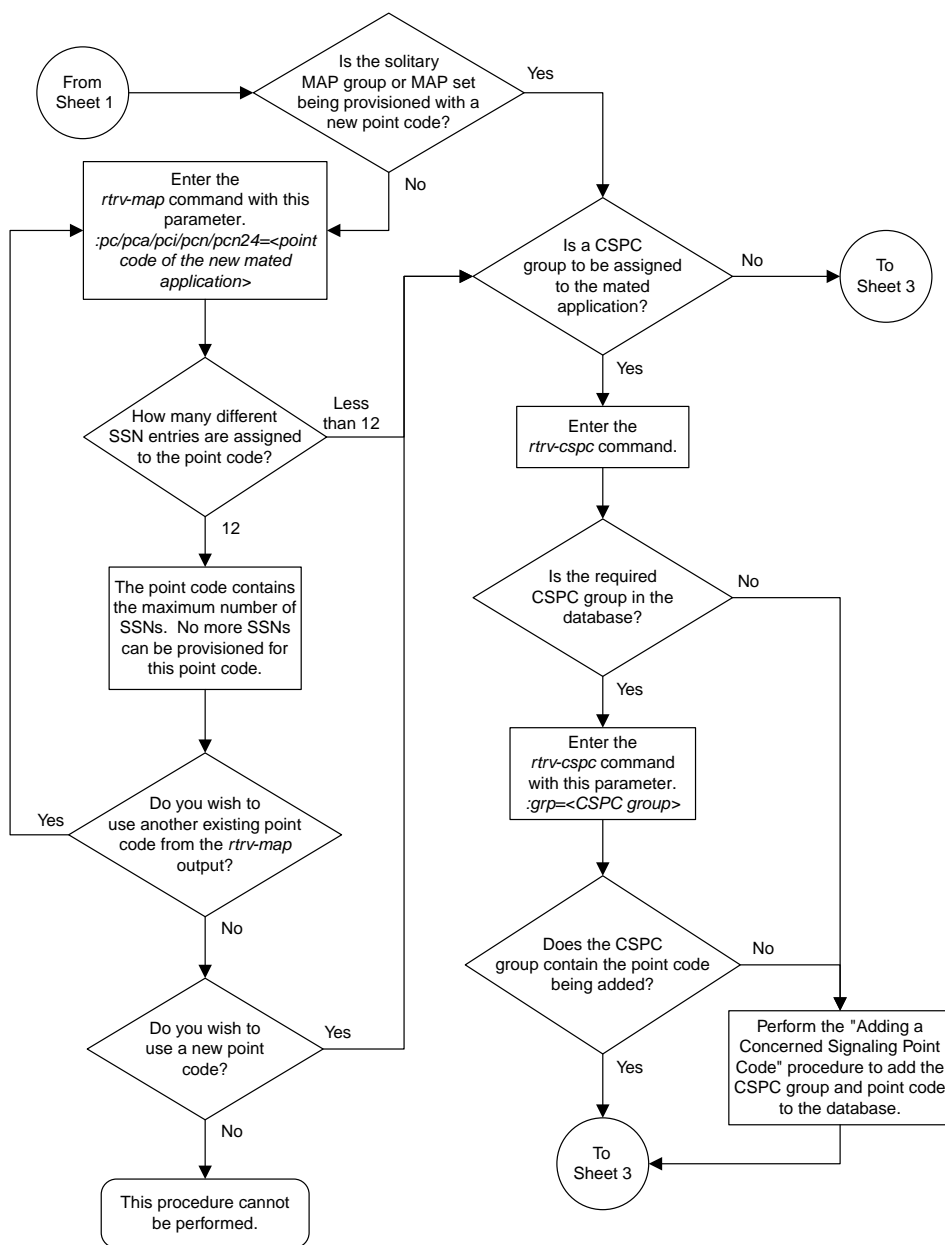 From
Sheet 1
Is the solitary
MAP group or MAP set
being provisioned with a
new point code?
Yes
No
Enter the
rtrv-map command with this
parameter.
:pc/pca/pci/pcn/pcn24=<point
code of the new mated
application>
Is a CSPC
group to be assigned
to the mated
application?
No
To
Sheet 3
Yes
How many different
SSN entries are assigned
to the point code?
Less
than 12
12
Enter the
rtrv-cspc command.
The point code contains
the maximum number of
SSNs.  No more SSNs
can be provisioned for
this point code.
Is the required
CSPC group in the
database?
No
Yes
Enter the
rtrv-cspc command
with this parameter.
:grp=<CSPC group>
Do you wish to
use another existing point
code from the rtrv-map
output?
Yes
No
Does the CSPC
group contain the point code
being added?
No
Yes
Do you wish to
use a new point
code?
Yes
No
Perform the "Adding a
Concerned Signaling Point
Code" procedure to add the
CSPC group and point code
to the database.
To
Sheet 3
This procedure cannot
be performed.